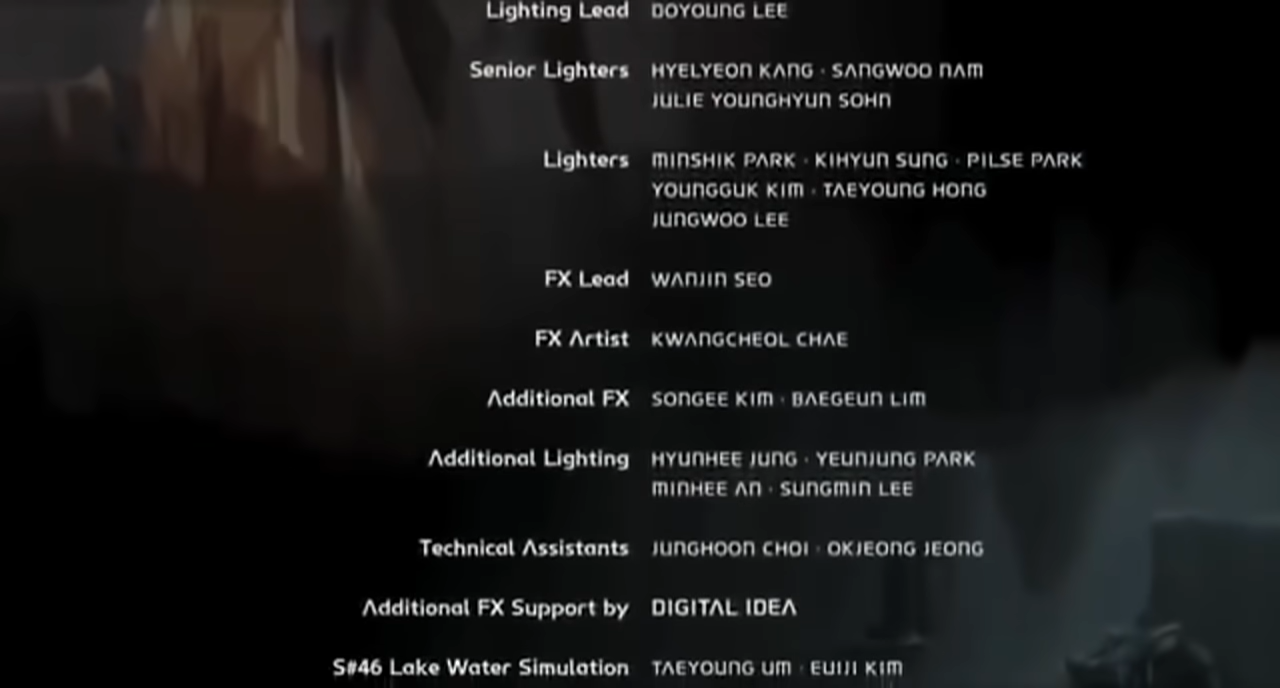 Lighting Lead DOYOUNG LEE
Senior Lighters HYELYEON KANG · SANGWOO NAM
JULIE YOUNGHYUN SOHN
Lighters MINSHIK PARK · KIHYUN SUNG · PILSE PARK
YOUNGGUK KIM · TAEYOUNG HONG
JUNGWOO LEE
FX Lead WANJIN SEO
FX Artist KWANGCHEOL CHAE
Additional FX SONGEE KIM · BAEGEUN LIM
Additional Lighting HYUNHEE JUNG · YEUNJUNG PARK
MINHEE AN · SUNGMIN LEE
Technical Assistants JUNGHOON CHOI · OKJEONG JEONG
Additional FX Support by DIGITAL IDEA
S#46 Lake Water Simulation TAEYOUNG UM · EUIJI KIM